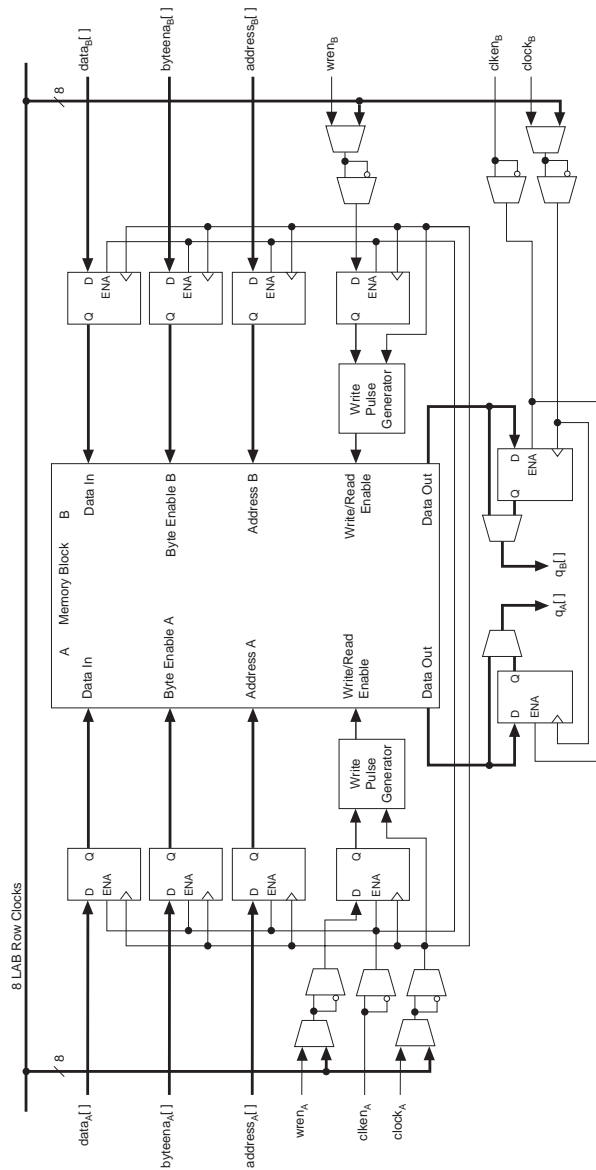 8 LAB Row Clocks
8
8
data_A[ ]
byteena_A[ ]
address_A[ ]
wren_A
clken_A
clock_A
D Q
ENA
D Q
ENA
D Q
ENA
D Q
ENA
Write
Pulse
Generator
A Memory Block B
Data In
Byte Enable A
Address A
Write/Read
Enable
Data Out
Data In
Byte Enable B
Address B
Write/Read
Enable
Data Out
Write
Pulse
Generator
Q D
ENA
Q D
ENA
Q D
ENA
Q D
ENA
data_B[ ]
byteena_B[ ]
address_B[ ]
wren_B
clken_B
clock_B
D Q
ENA
q_A[ ]
q_B[ ]
Q D
ENA